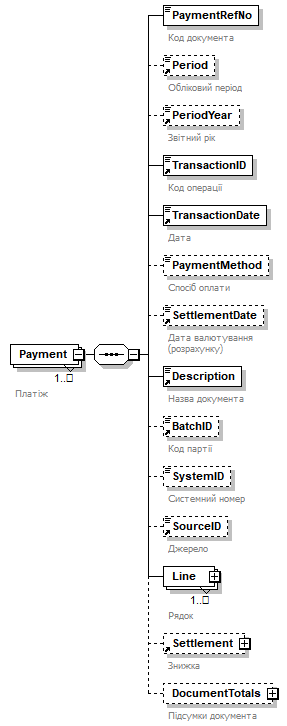 PaymentRefNo
Код документа
Period
Обліковий період
PeriodYear
Звітний рік
TransactionID
Код операції
TransactionDate
Дата
PaymentMethod
Спосіб оплати
SettlementDate
Дата валютування
(розрахунку)
Payment
1..□
Платіж
Description
Назва документа
BatchID
Код партії
SystemID
Системний номер
SourceID
Джерело
Line
1..□
Рядок
Settlement
Знижка
DocumentTotals
Підсумки документа